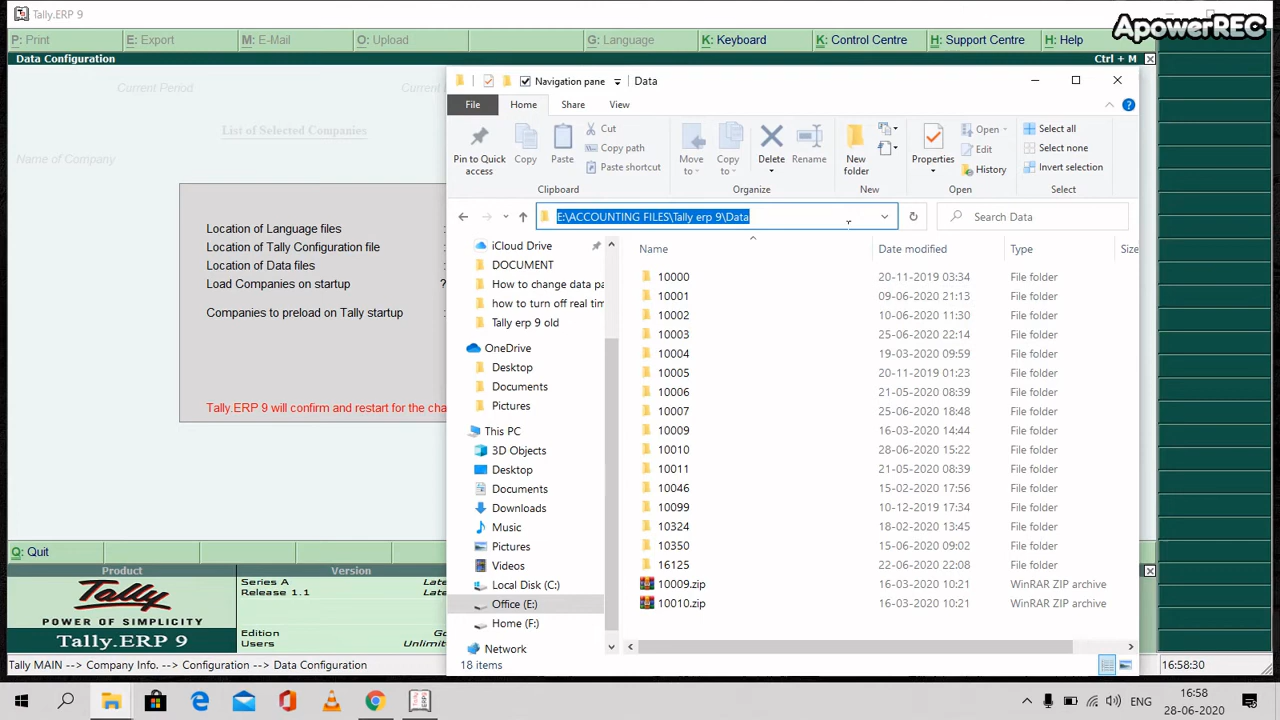 Tally.ERP 9
ApowerREC
P: Print E: Export M: E-Mail O: Upload G: Language K: Keyboard K: Control Centre H: Support Centre H: Help
Data Configuration Ctrl + M
Current Period
List of Selected Companies
Name of Company
Location of Language files :
Location of Tally Configuration file :
Location of Data files :
Load Companies on startup ?
Companies to preload on Tally startup :
Tally.ERP 9 will confirm and restart for the cha
Navigation pane Data
File Home Share View
Pin to Quick access
Copy
Paste
Cut
Copy path
Paste shortcut
Move to
Copy to
Delete
Rename
New folder
Properties
Open
Edit
History
Select all
Select none
Invert selection
Clipboard Organize New Open Select
E:\ACCOUNTING FILES\Tally erp 9\Data
Search Data
iCloud Drive
DOCUMENT
How to change data pa
how to turn off real tim
Tally erp 9 old
OneDrive
Desktop
Documents
Pictures
This PC
3D Objects
Desktop
Documents
Downloads
Music
Pictures
Videos
Local Disk (C:)
Office (E:)
Home (F:)
Network
Name Date modified Type Size
10000 20-11-2019 03:34 File folder
10001 09-06-2020 21:13 File folder
10002 10-06-2020 11:30 File folder
10003 25-06-2020 22:14 File folder
10004 19-03-2020 09:59 File folder
10005 20-11-2019 01:23 File folder
10006 21-05-2020 08:39 File folder
10007 25-06-2020 18:48 File folder
10009 16-03-2020 14:44 File folder
10010 28-06-2020 15:22 File folder
10011 21-05-2020 08:39 File folder
10046 15-02-2020 17:56 File folder
10099 10-12-2019 17:34 File folder
10324 18-02-2020 13:45 File folder
10350 15-06-2020 09:02 File folder
16125 22-06-2020 22:08 File folder
10009.zip 16-03-2020 10:21 WinRAR ZIP archive
10010.zip 16-03-2020 10:21 WinRAR ZIP archive
18 items
Q: Quit
Product Version
Tally
POWER OF SIMPLICITY
Tally.ERP 9
Series A Late
Release 1.1 Late
Edition Go
Users Unlimit
Tally MAIN --> Company Info. --> Configuration --> Data Configuration
16:58:30
ENG
16:58
28-06-2020